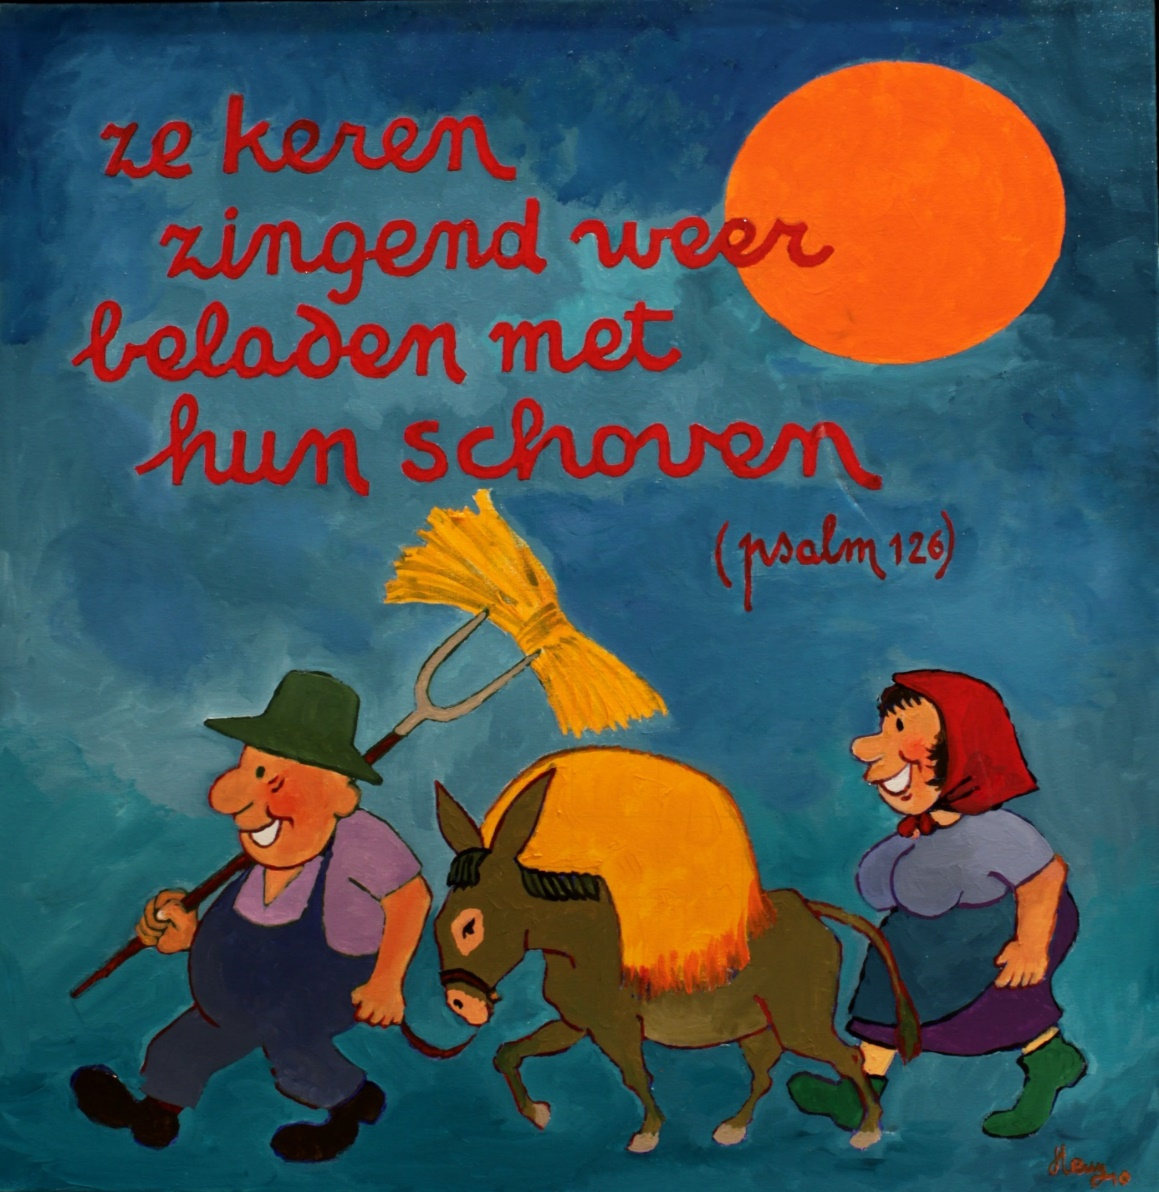 ze keren
zingend weer
beladen met
hun schoven
(psalm 126)